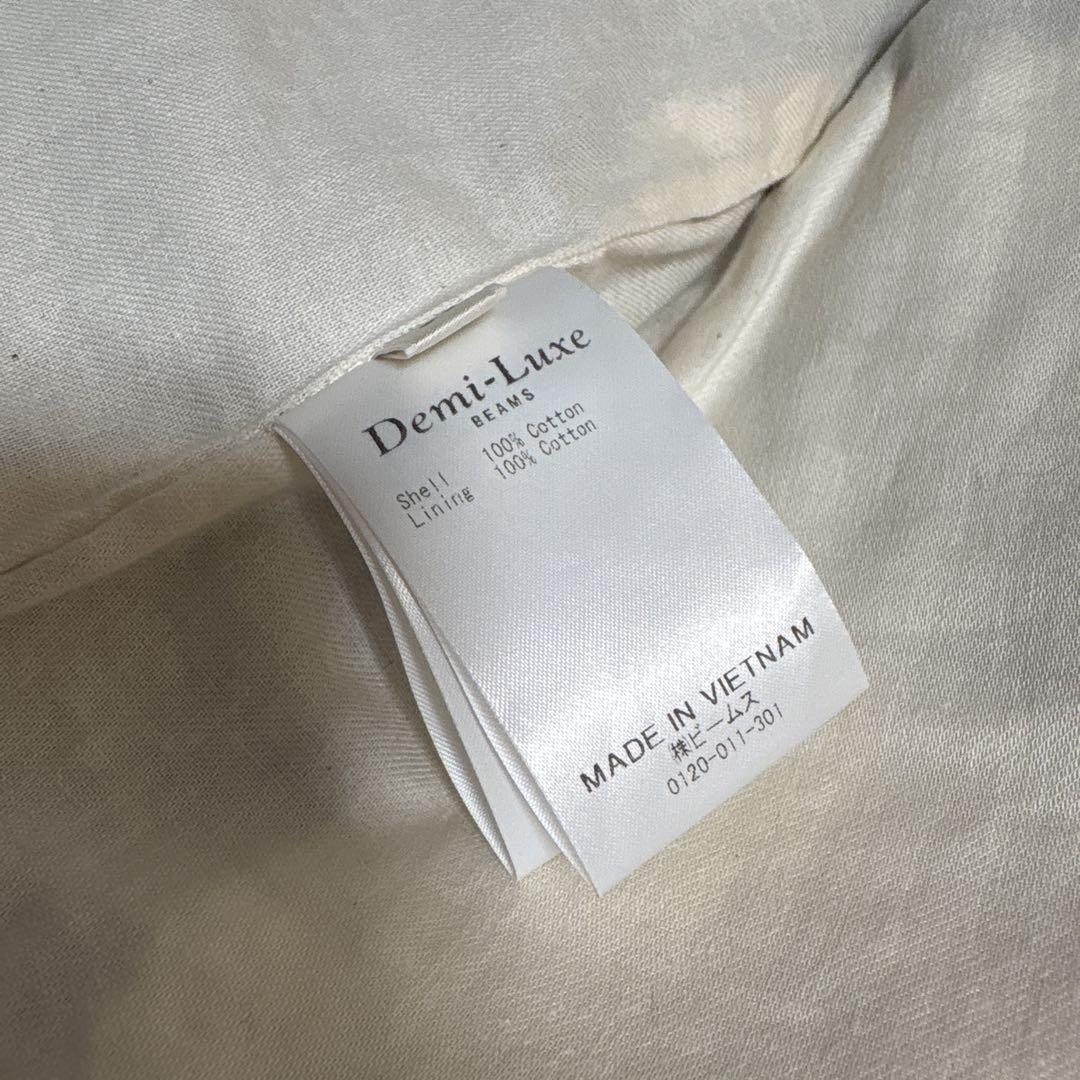 Demi-Luxe
BEAMS
Shell 100% Cotton
Lining 100% Cotton
MADE IN VIETNAM
㈱ビームス
0120-011-301